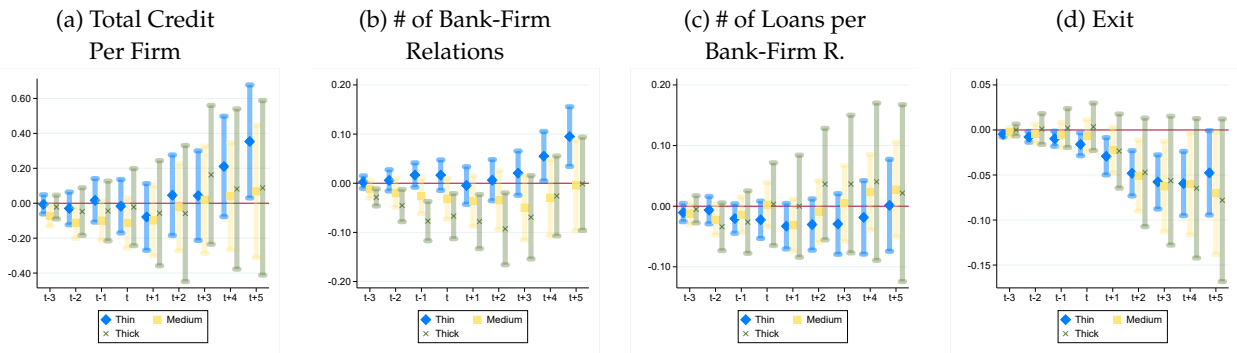 (a) Total Credit
Per Firm
0.60
0.40
0.20
0.00
-0.20
-0.40
t-3 t-2 t-1 t t+1 t+2 t+3 t+4 t+5
Thin Medium
Thick
(b) # of Bank-Firm
Relations
0.20
0.10
0.00
-0.10
-0.20
t-3 t-2 t-1 t t+1 t+2 t+3 t+4 t+5
Thin Medium
Thick
(c) # of Loans per
Bank-Firm R.
0.20
0.10
0.00
-0.10
t-3 t-2 t-1 t t+1 t+2 t+3 t+4 t+5
Thin Medium
Thick
(d) Exit
0.05
0.00
-0.05
-0.10
-0.15
t-3 t-2 t-1 t t+1 t+2 t+3 t+4 t+5
Thin Medium
Thick